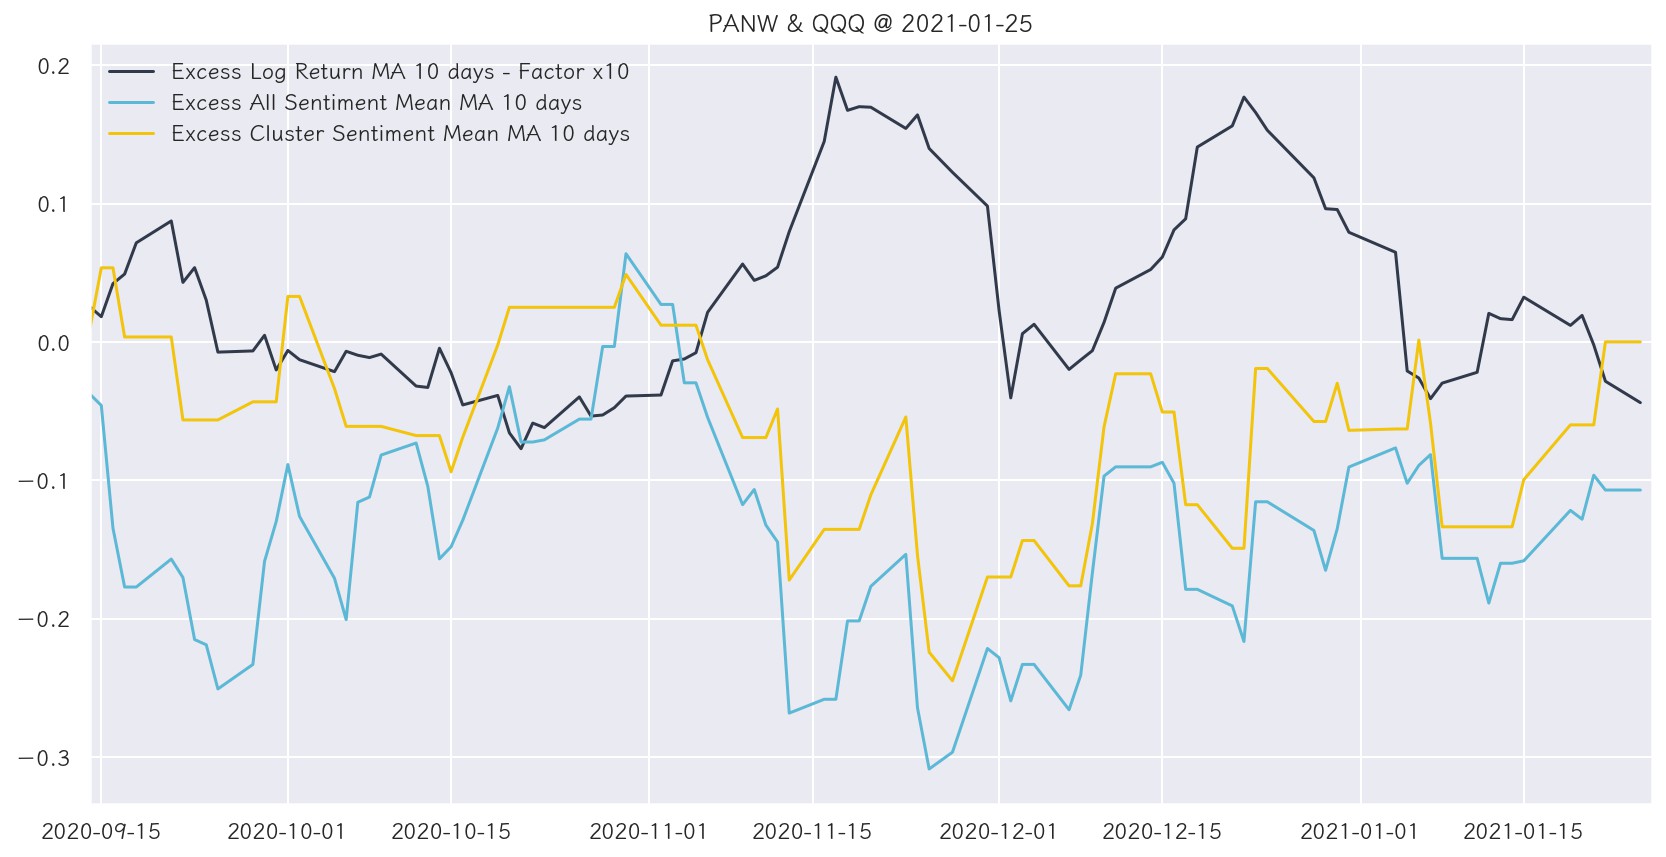 PANW & QQQ @ 2021-01-25
Excess Log Return MA 10 days - Factor x10
Excess All Sentiment Mean MA 10 days
Excess Cluster Sentiment Mean MA 10 days
0.2
0.1
0.0
−0.1
−0.2
−0.3
2020-09-15 2020-10-01 2020-10-15 2020-11-01 2020-11-15 2020-12-01 2020-12-15 2021-01-01 2021-01-15